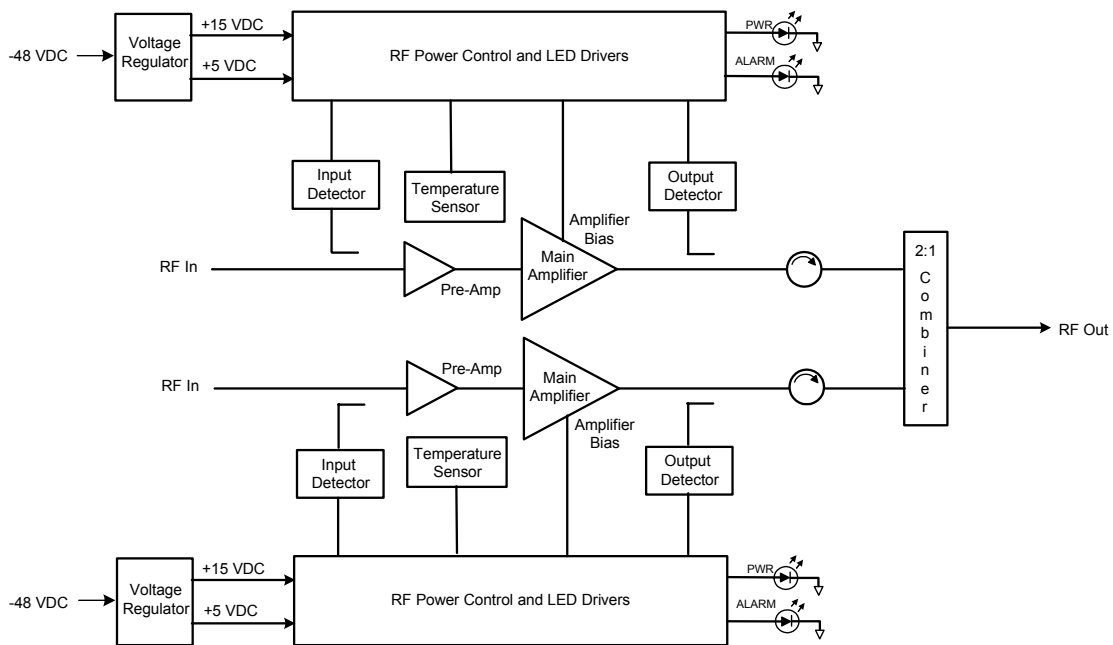 -48 VDC
Voltage
Regulator
+15 VDC
+5 VDC
RF Power Control and LED Drivers
PWR
ALARM
Input
Detector
Temperature
Sensor
Amplifier
Bias
Output
Detector
RF In
Pre-Amp
Main
Amplifier
2:1
Combiner
RF Out
RF In
Pre-Amp
Main
Amplifier
Amplifier
Bias
Input
Detector
Temperature
Sensor
Output
Detector
-48 VDC
Voltage
Regulator
+15 VDC
+5 VDC
RF Power Control and LED Drivers
PWR
ALARM